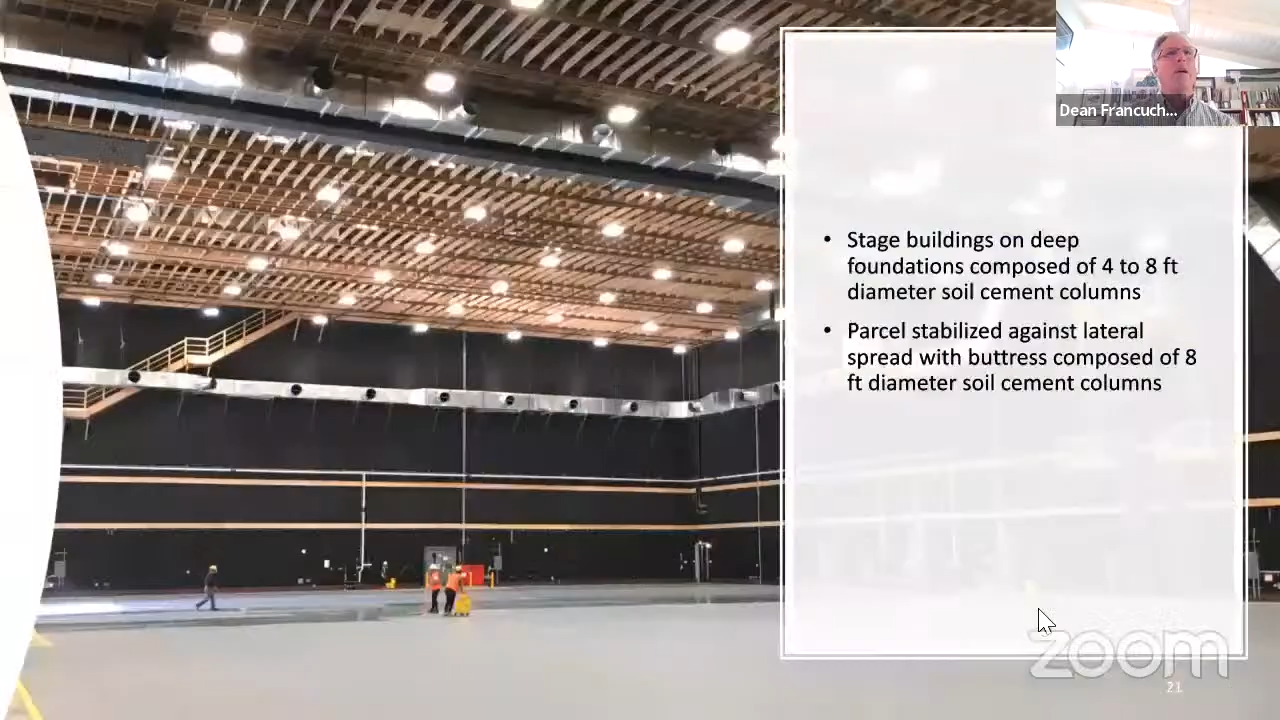 Dean Francuch...
• Stage buildings on deep
foundations composed of 4 to 8 ft
diameter soil cement columns
• Parcel stabilized against lateral
spread with buttress composed of 8
ft diameter soil cement columns
zoom
21